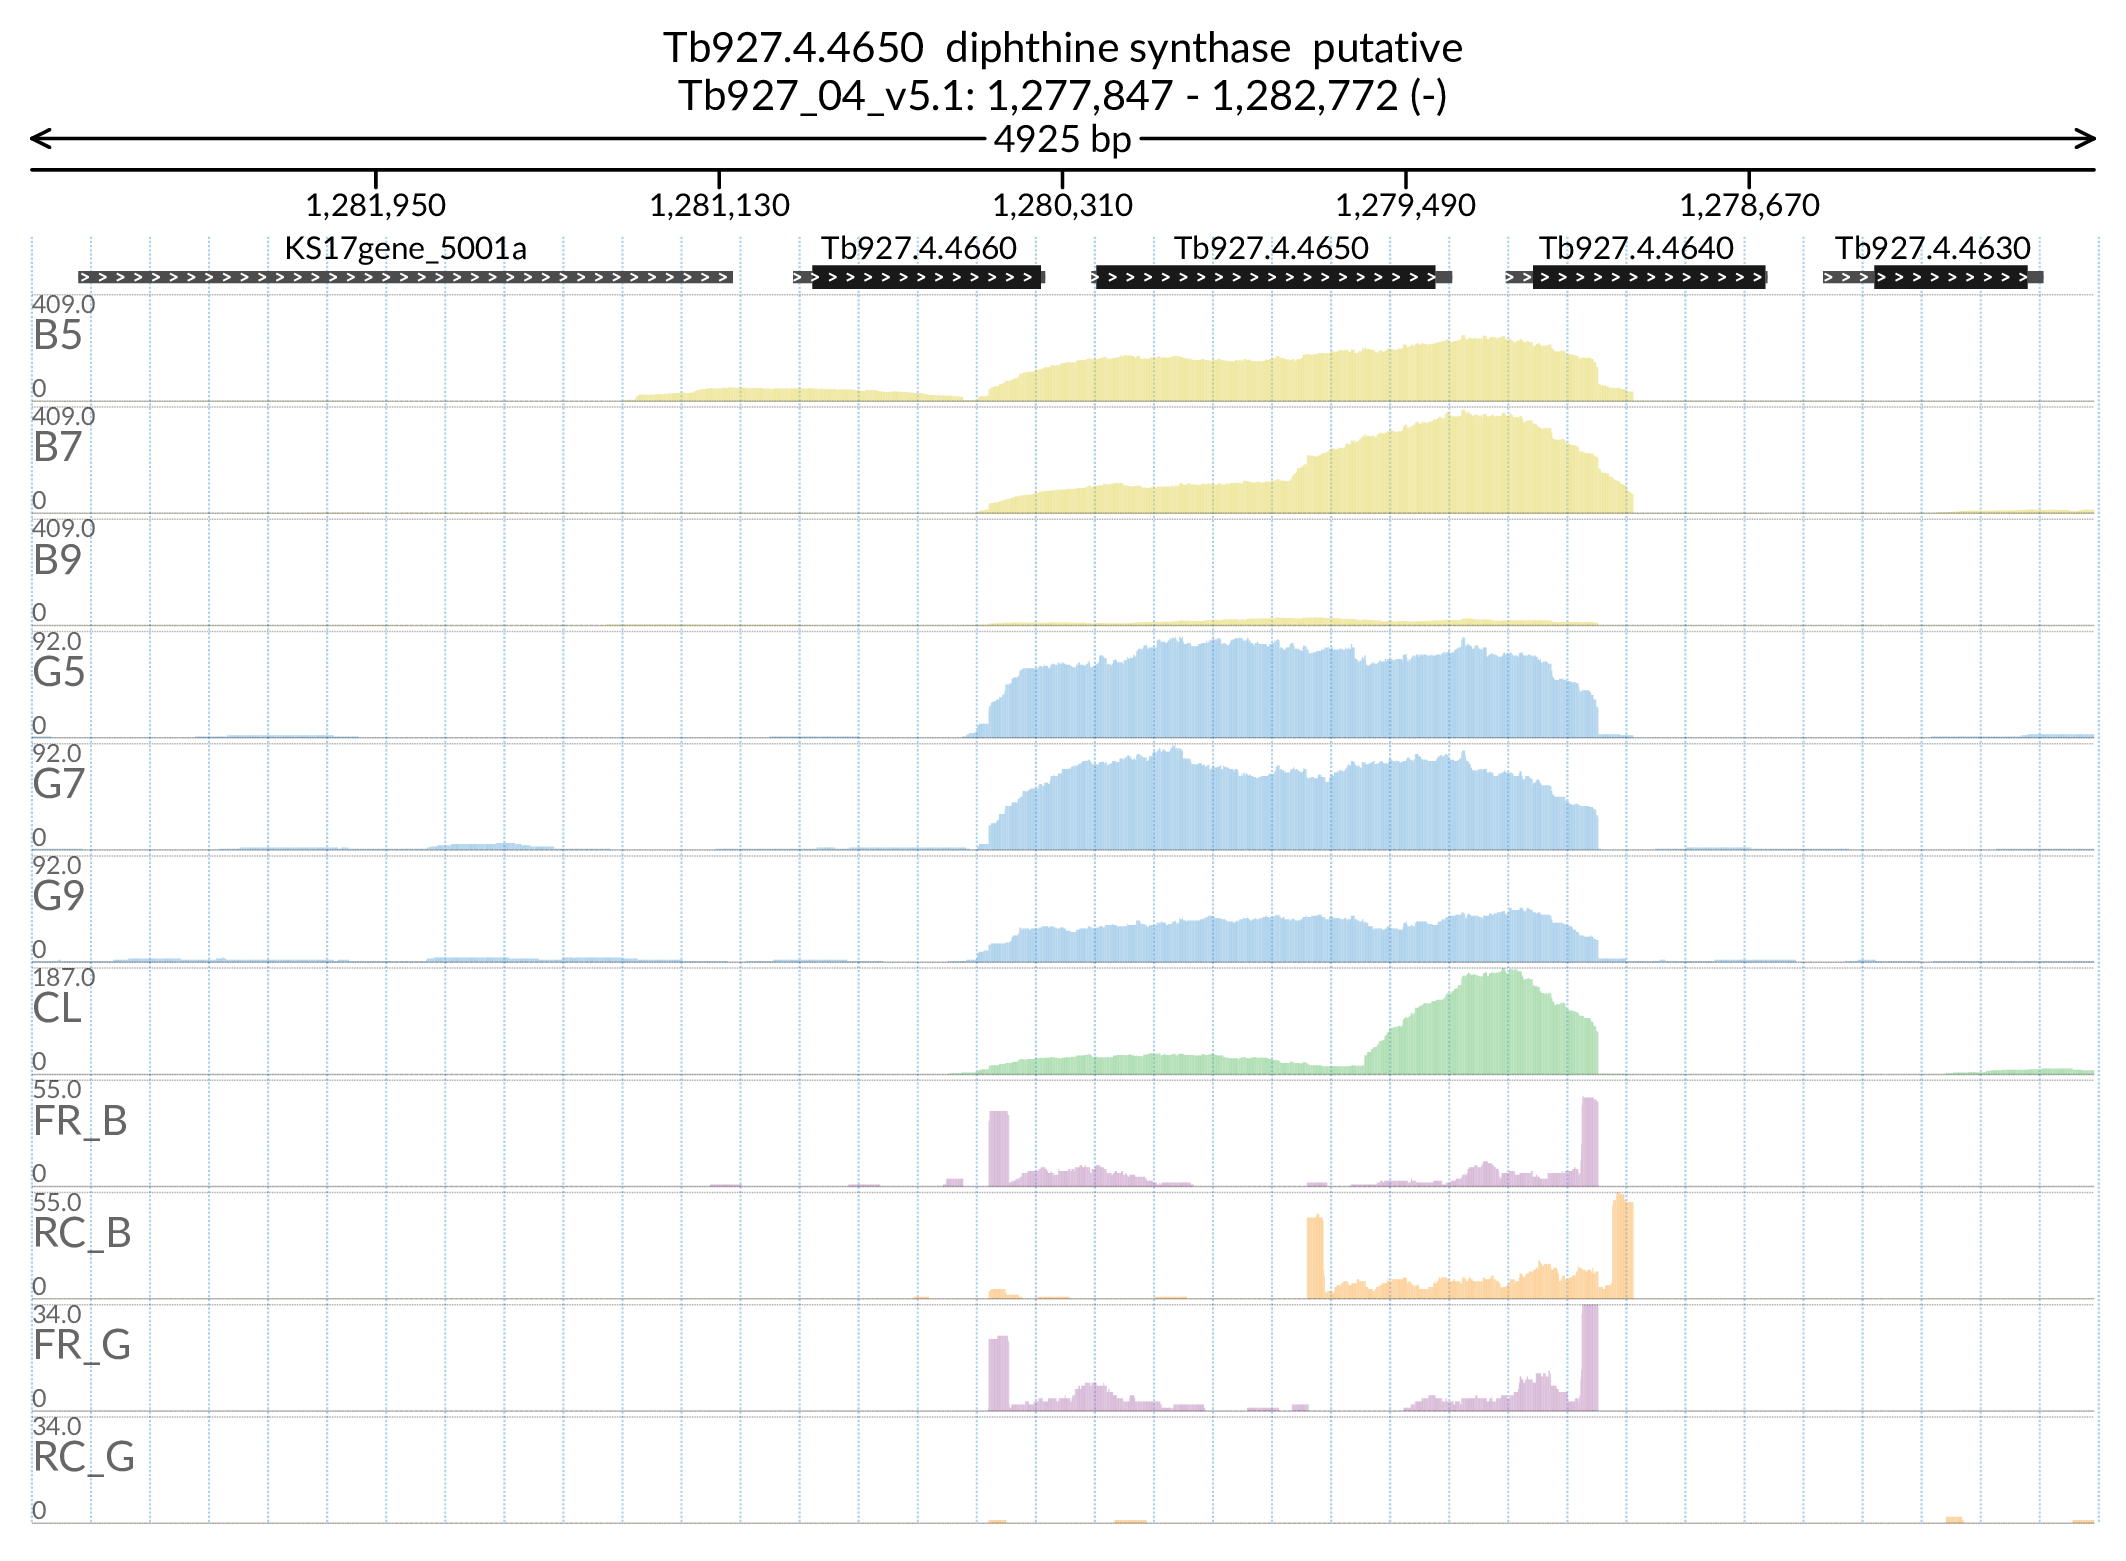 Tb927.4.4650  diphthine synthase  putative
Tb927_04_v5.1: 1,277,847 - 1,282,772 (-)
4925 bp
1,281,950 1,281,130 1,280,310 1,279,490 1,278,670
KS17gene_5001a Tb927.4.4660 Tb927.4.4650 Tb927.4.4640 Tb927.4.4630
409.0
B5
0
409.0
B7
0
409.0
B9
0
92.0
G5
0
92.0
G7
0
92.0
G9
0
187.0
CL
0
55.0
FR_B
0
55.0
RC_B
0
34.0
FR_G
0
34.0
RC_G
0